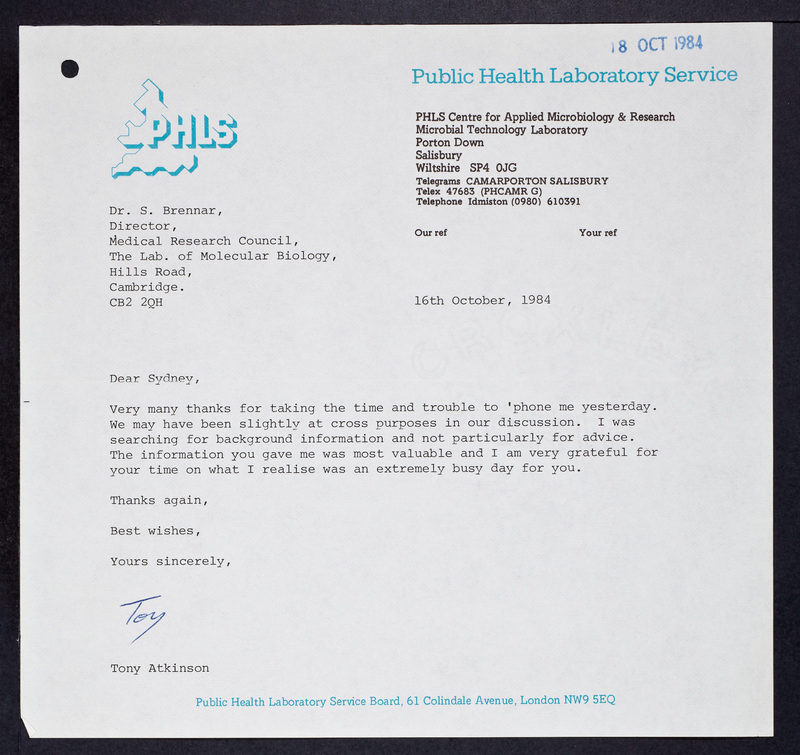 18 OCT 1984
Public Health Laboratory Service
PHLS
PHLS Centre for Applied Microbiology & Research
Microbial Technology Laboratory
Porton Down
Salisbury
Wiltshire SP4 0JG
Telegrams CAMARPORTON SALISBURY
Telex 47683 (PHCAMR G)
Telephone Idmiston (0980) 610391
Our ref Your ref
Dr. S. Brennar,
Director,
Medical Research Council,
The Lab. of Molecular Biology,
Hills Road,
Cambridge.
CB2 2QH
16th October, 1984
Dear Sydney,
Very many thanks for taking the time and trouble to 'phone me yesterday.
We may have been slightly at cross purposes in our discussion. I was
searching for background information and not particularly for advice.
The information you gave me was most valuable and I am very grateful for
your time on what I realise was an extremely busy day for you.
Thanks again,
Best wishes,
Yours sincerely,
Tony
Tony Atkinson
Public Health Laboratory Service Board, 61 Colindale Avenue, London NW9 5EQ